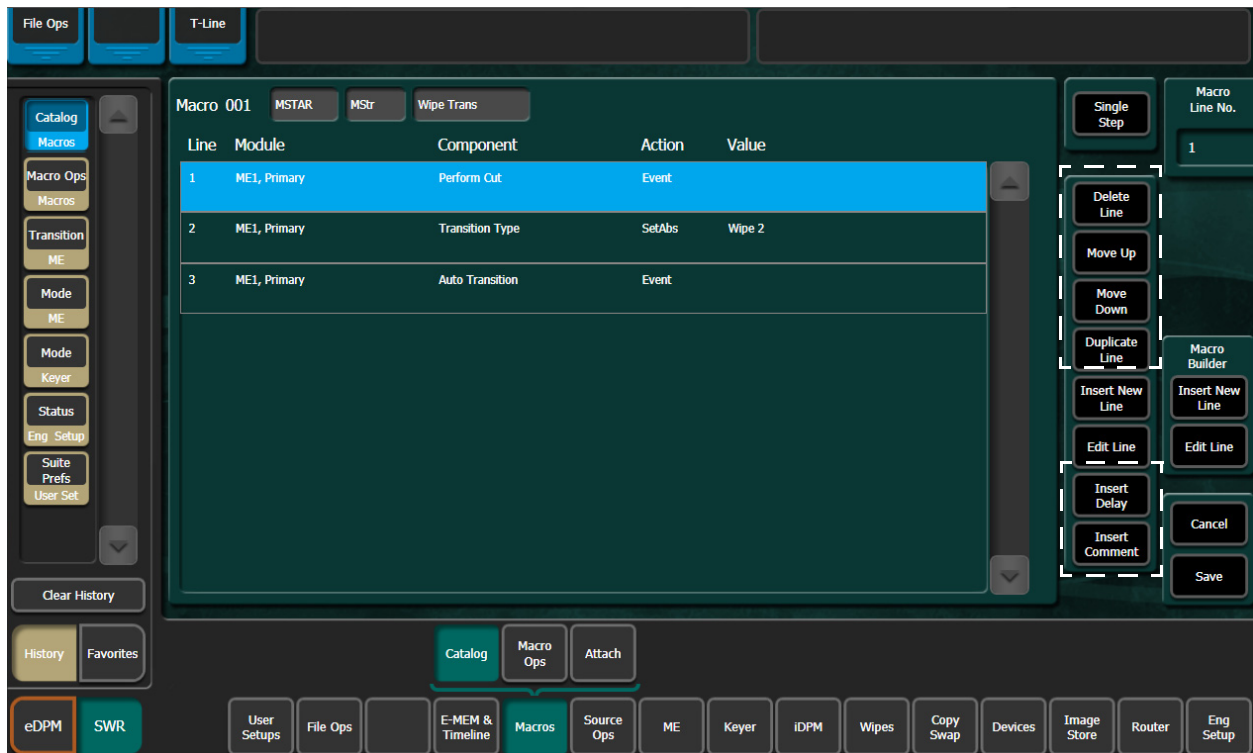 File Ops
T-Line
Catalog
Macros
Macro Ops
Macros
Transition
ME
Mode
ME
Mode
Keyer
Status
Eng Setup
Suite
Prefs
User Set
Clear History
History
Favorites
Macro 001 MSTAR MStr Wipe Trans
Line Module Component Action Value
1 ME1, Primary Perform Cut Event
2 ME1, Primary Transition Type SetAbs Wipe 2
3 ME1, Primary Auto Transition Event
Single
Step
Delete
Line
Move Up
Move
Down
Duplicate
Line
Insert New
Line
Edit Line
Insert
Delay
Insert
Comment
Macro
Line No.
1
Macro
Builder
Insert New
Line
Edit Line
Cancel
Save
Catalog
Macro
Ops
Attach
eDPM
SWR
User
Setups
File Ops
E-MEM &
Timeline
Macros
Source
Ops
ME
Keyer
iDPM
Wipes
Copy
Swap
Devices
Image
Store
Router
Eng
Setup